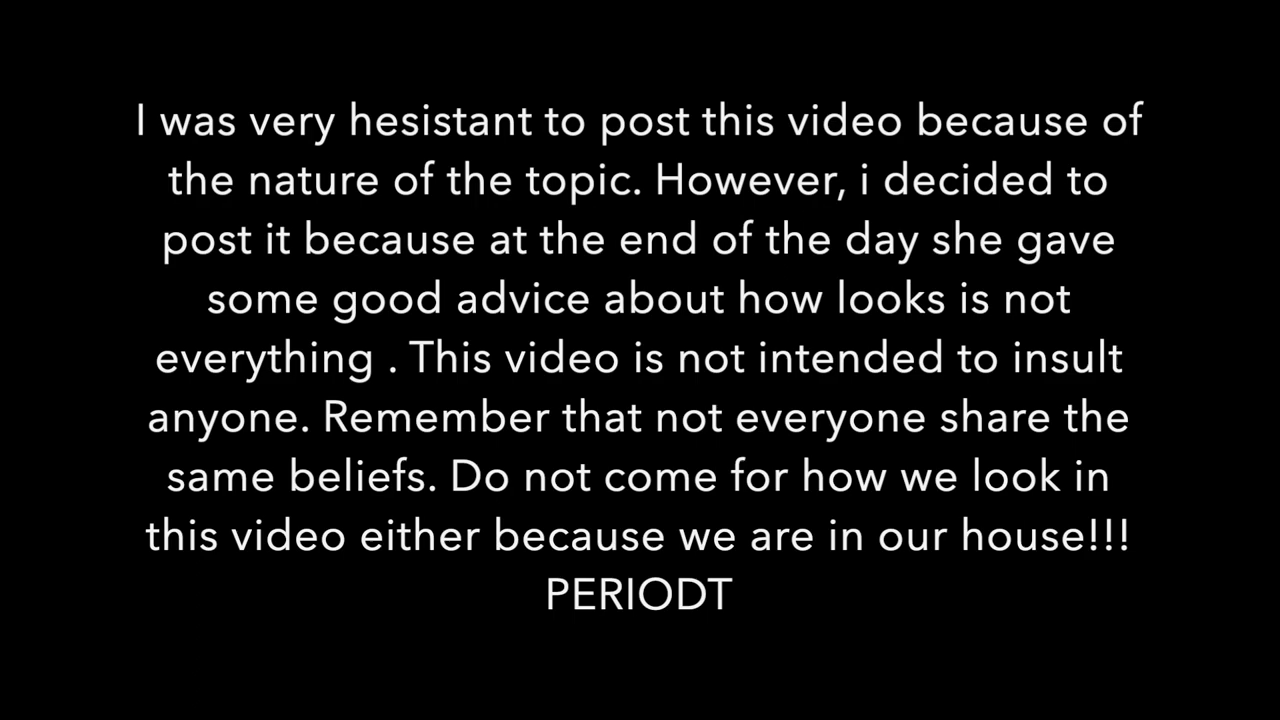 I was very hesistant to post this video because of
the nature of the topic. However, i decided to
post it because at the end of the day she gave
some good advice about how looks is not
everything . This video is not intended to insult
anyone. Remember that not everyone share the
same beliefs. Do not come for how we look in
this video either because we are in our house!!!
PERIODT